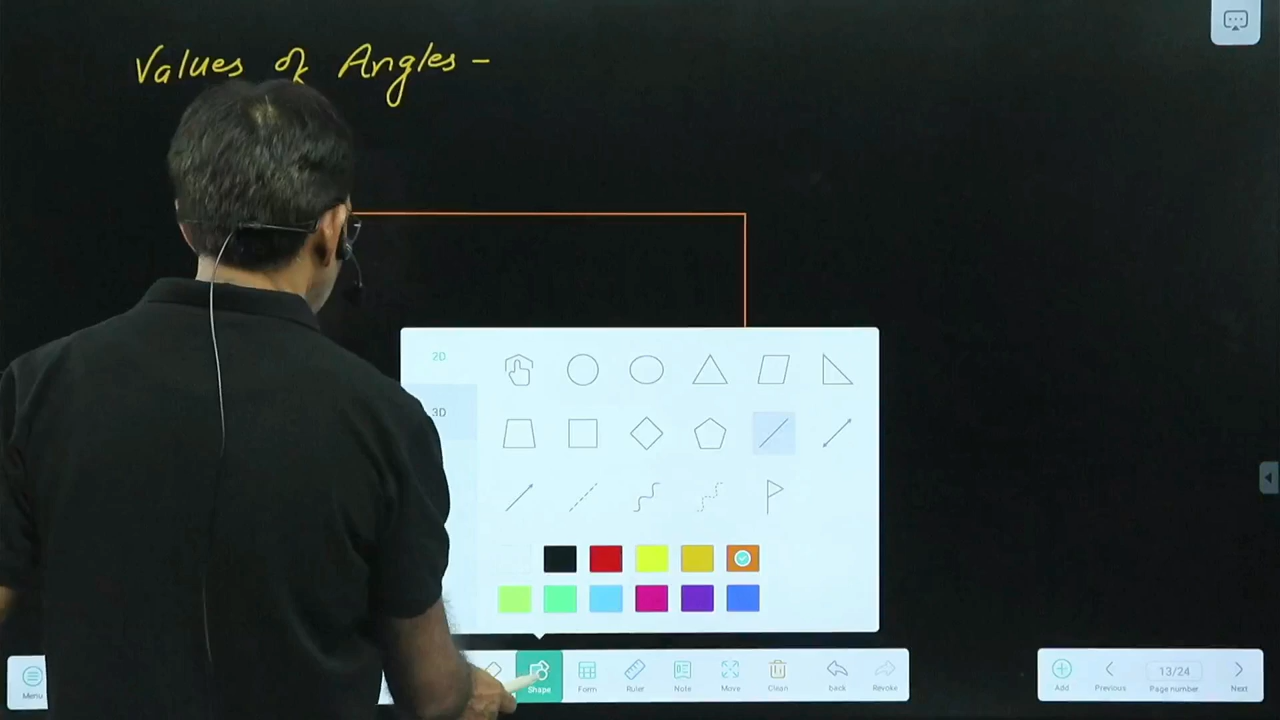 Values of Angles -
2D
3D
Menu
Shape
Form
Ruler
Note
Move
Clean
back
Revoke
Add
Previous
13/24
Page number
Next